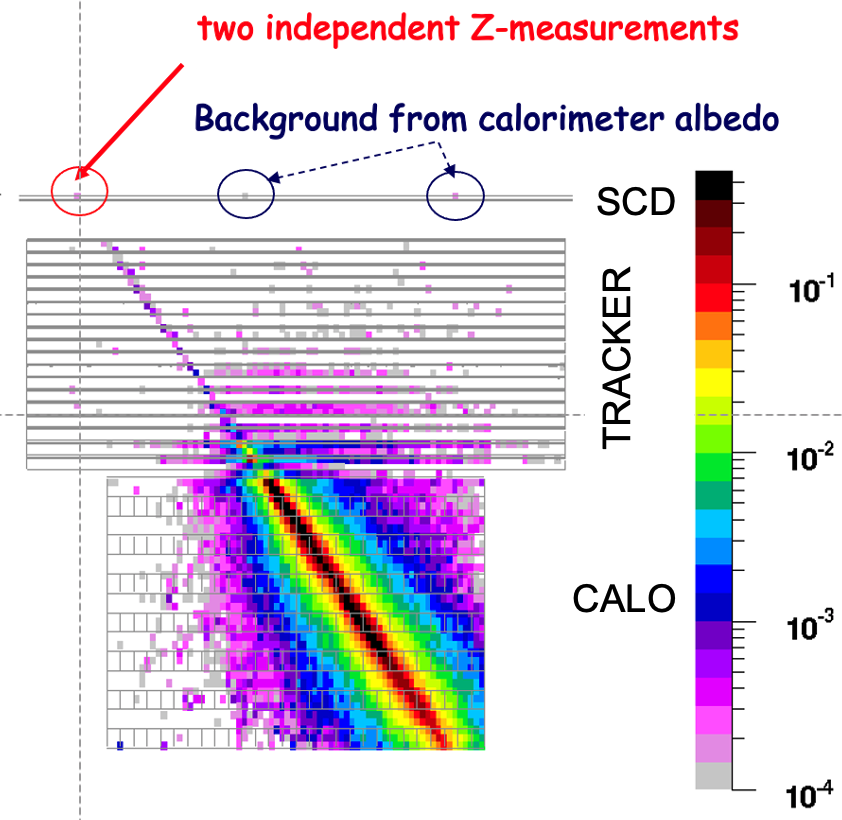 two independent Z-measurements
Background from calorimeter albedo
SCD
TRACKER
CALO
10-1
10-2
10-3
10-4